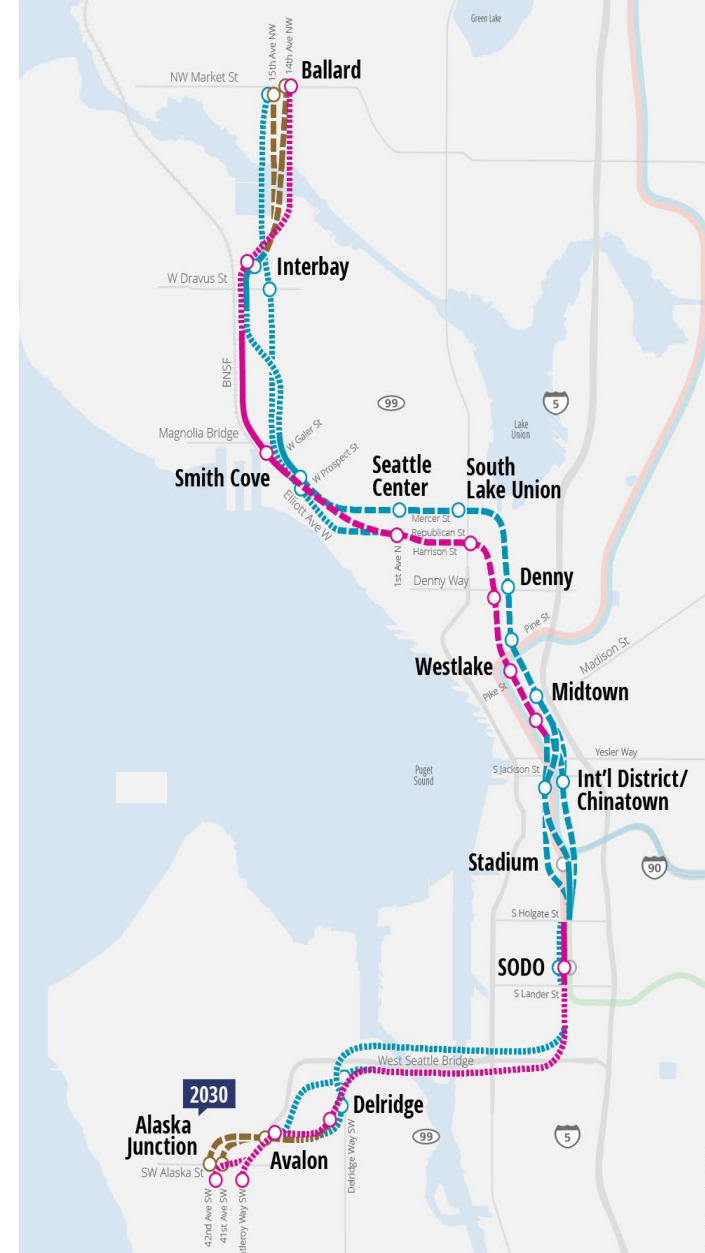 Green Lake
15th Ave NW
14th Ave NW
Ballard
NW Market St
Interbay
W Dravus St
BNSF
99
5
Lake
Union
Magnolia Bridge
W Galer St
W Prospect St
Smith Cove
Elliott Ave W
Seattle
Center
South
Lake Union
Mercer St
Republican St
Harrison St
1st Ave N
Denny Way
Denny
Pine St
Madison St
Westlake
Pike St
Midtown
Yesler Way
Puget
Sound
S Jackson St
Int'l District/
Chinatown
Stadium
90
S Holgate St
SODO
S Lander St
West Seattle Bridge
2030
Delridge
Alaska
Junction
Avalon
99
5
SW Alaska St
Delridge Way SW
42nd Ave SW
41st Ave SW
tleroy Way SW